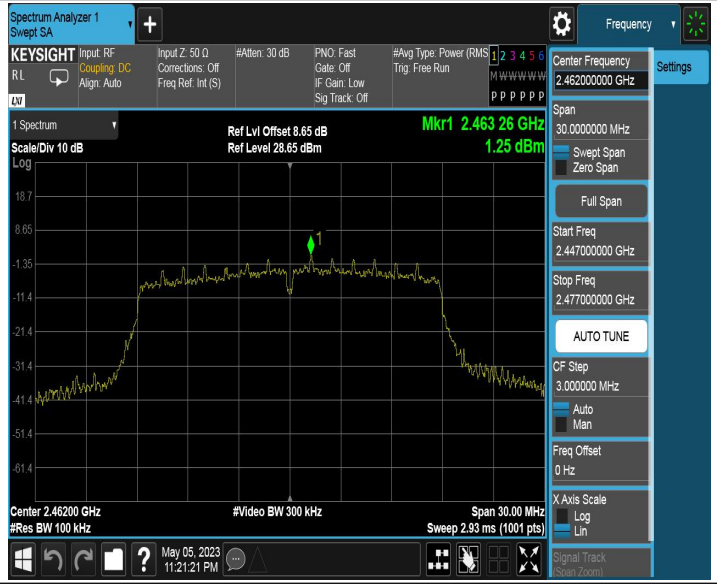 Spectrum Analyzer 1
Swept SA
Frequency
KEYSIGHT
RL
LXI
Input: RF
Coupling: DC
Align: Auto
Input Z: 50 Ω
Corrections: Off
Freq Ref: Int (S)
#Atten: 30 dB
PNO: Fast
Gate: Off
IF Gain: Low
Sig Track: Off
#Avg Type: Power (RMS
Trig: Free Run
1 2 3 4 5 6
M W W W W W
P P P P P P
Center Frequency
2.462000000 GHz
Settings
1 Spectrum
Scale/Div 10 dB
Log
Ref Lvl Offset 8.65 dB
Ref Level 28.65 dBm
Mkr1 2.463 26 GHz
1.25 dBm
18.7
8.65
-1.35
-11.4
-21.4
-31.4
-41.4
-51.4
-61.4
1
Span
30.0000000 MHz
Swept Span
Zero Span
Full Span
Start Freq
2.447000000 GHz
Stop Freq
2.477000000 GHz
AUTO TUNE
CF Step
3.000000 MHz
Auto
Man
Freq Offset
0 Hz
X Axis Scale
Log
Lin
Signal Track
(Span Zoom)
Center 2.46200 GHz
#Res BW 100 kHz
#Video BW 300 kHz
Span 30.00 MHz
Sweep 2.93 ms (1001 pts)
?
May 05, 2023
11:21:21 PM